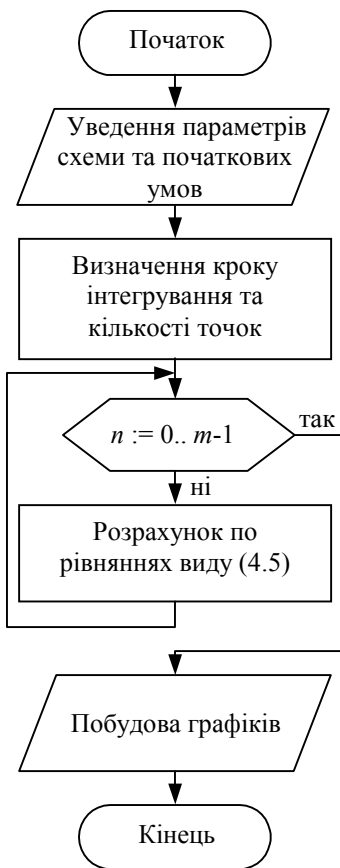 Початок
Уведення параметрів
схеми та початкових
умов
Визначення кроку
інтегрування та
кількості точок
n := 0.. m-1
так
ні
Розрахунок по
рівняннях виду (4.5)
Побудова графіків
Кінець